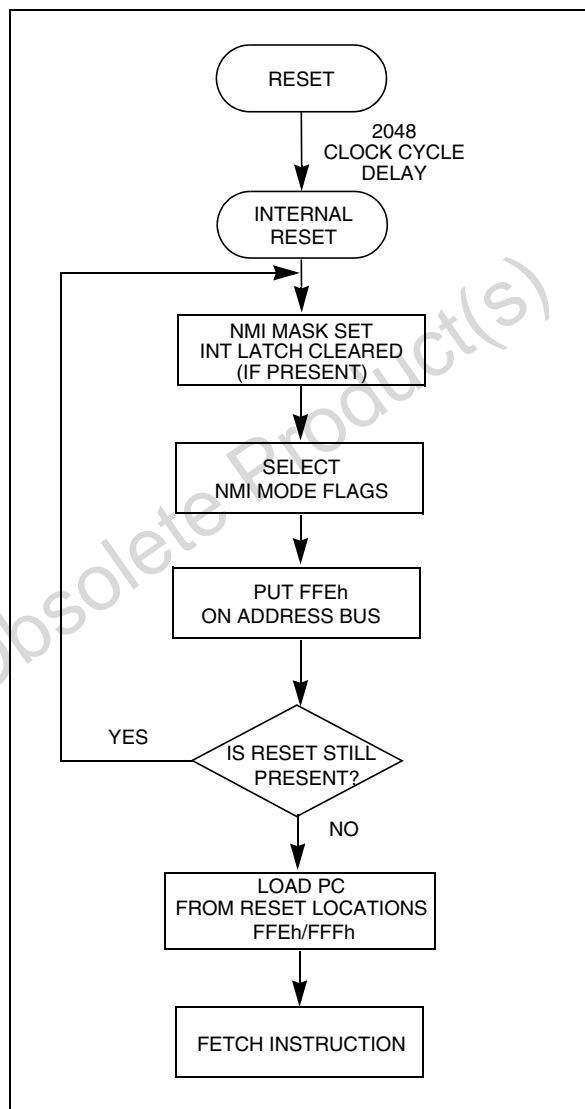 RESET
2048
CLOCK CYCLE
DELAY
INTERNAL
RESET
NMI MASK SET
INT LATCH CLEARED
(IF PRESENT)
SELECT
NMI MODE FLAGS
PUT FFEh
ON ADDRESS BUS
YES
IS RESET STILL
PRESENT?
NO
LOAD PC
FROM RESET LOCATIONS
FFEh/FFFh
FETCH INSTRUCTION
Obsolete Product(s)